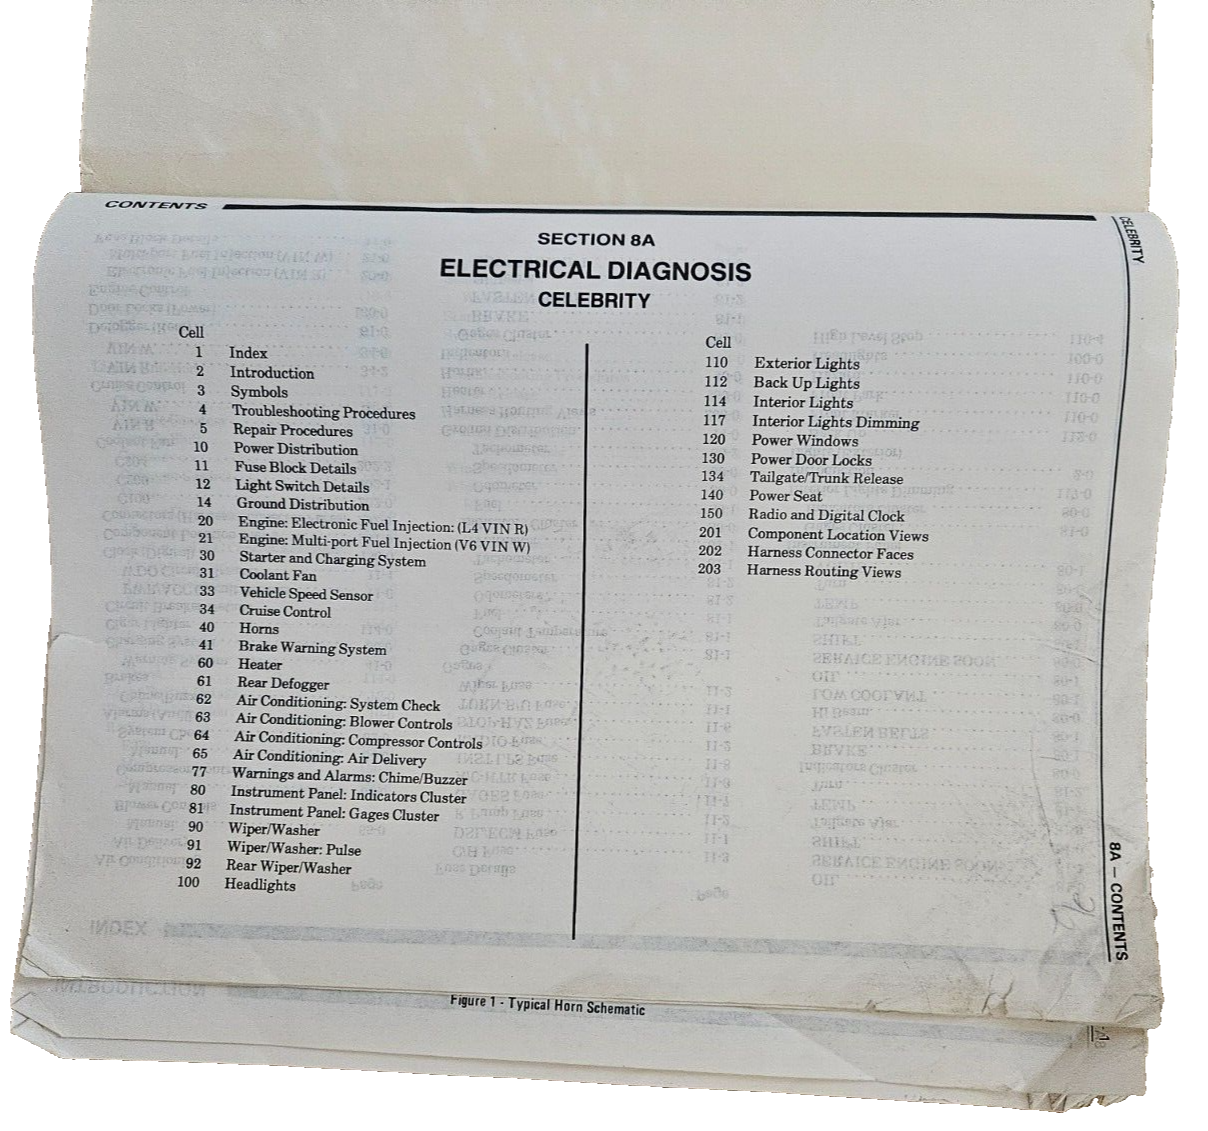 CONTENTS
SECTION 8A
ELECTRICAL DIAGNOSIS
CELEBRITY
Cell
1 Index
2 Introduction
3 Symbols
4 Troubleshooting Procedures
5 Repair Procedures
10 Power Distribution
11 Fuse Block Details
12 Light Switch Details
14 Ground Distribution
20 Engine: Electronic Fuel Injection: (L4 VIN R)
21 Engine: Multi-port Fuel Injection (V6 VIN W)
30 Starter and Charging System
31 Coolant Fan
33 Vehicle Speed Sensor
34 Cruise Control
40 Horns
41 Brake Warning System
60 Heater
61 Rear Defogger
62 Air Conditioning: System Check
63 Air Conditioning: Blower Controls
64 Air Conditioning: Compressor Controls
65 Air Conditioning: Air Delivery
77 Warnings and Alarms: Chime/Buzzer
80 Instrument Panel: Indicators Cluster
81 Instrument Panel: Gages Cluster
90 Wiper/Washer
91 Wiper/Washer: Pulse
92 Rear Wiper/Washer
100 Headlights
Cell
110 Exterior Lights
112 Back Up Lights
114 Interior Lights
117 Interior Lights Dimming
120 Power Windows
130 Power Door Locks
134 Tailgate/Trunk Release
140 Power Seat
150 Radio and Digital Clock
201 Component Location Views
202 Harness Connector Faces
203 Harness Routing Views
CELEBRITY
8A – CONTENTS
Figure 1 - Typical Horn Schematic